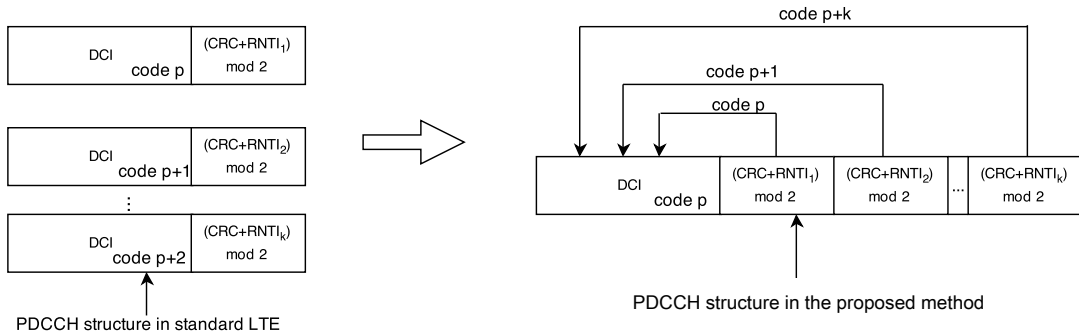 DCI
code p
(CRC+RNTI1)
mod 2
DCI
code p+1
(CRC+RNTI2)
mod 2
...
DCI
code p+2
(CRC+RNTIk)
mod 2
PDCCH structure in standard LTE
code p+k
code p+1
code p
DCI
code p
(CRC+RNTI1)
mod 2
(CRC+RNTI2)
mod 2
...
(CRC+RNTIk)
mod 2
PDCCH structure in the proposed method